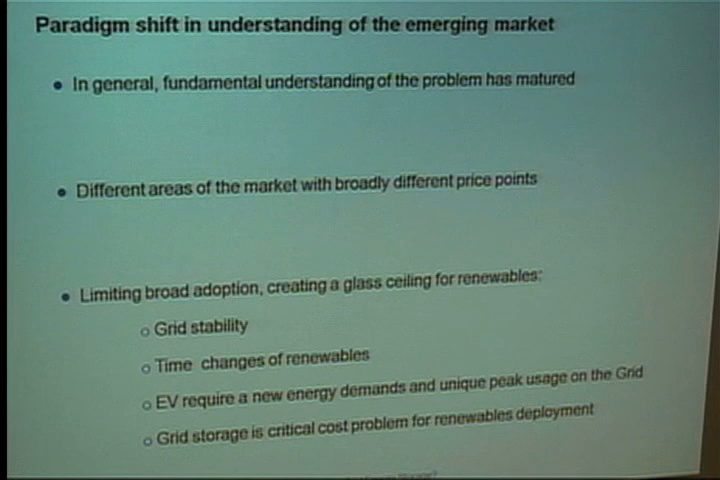 Paradigm shift in understanding of the emerging market
• In general, fundamental understanding of the problem has matured
• Different areas of the market with broadly different price points
• Limiting broad adoption, creating a glass ceiling for renewables:
o Grid stability
o Time changes of renewables
o EV require a new energy demands and unique peak usage on the Grid
o Grid storage is critical cost problem for renewables deployment